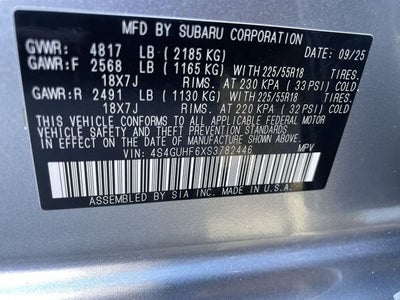 MFD BY SUBARU CORPORATION
GVWR: 4817 LB (2185 KG) DATE: 09/25
GAWR:F 2568 LB (1165 KG) WITH 225/55R18 TIRES.
18X7J RIMS. AT 230 KPA ( 33 PSI) COLD
GAWR:R 2491 LB (1130 KG) WITH 225/55R18 TIRES.
18X7J RIMS. AT 220 KPA ( 32 PSI) COLD
THIS VEHICLE CONFORMS TO ALL APPLICABLE FEDERAL MOTOR
VEHICLE SAFETY STANDARDS IN EFFECT ON THE
DATE OF MANUFACTURE SHOWN ABOVE.
VIN: 4S4GUHF6XS3782446 MPV
ASSEMBLED BY SIA INC. MADE IN U.S.A.